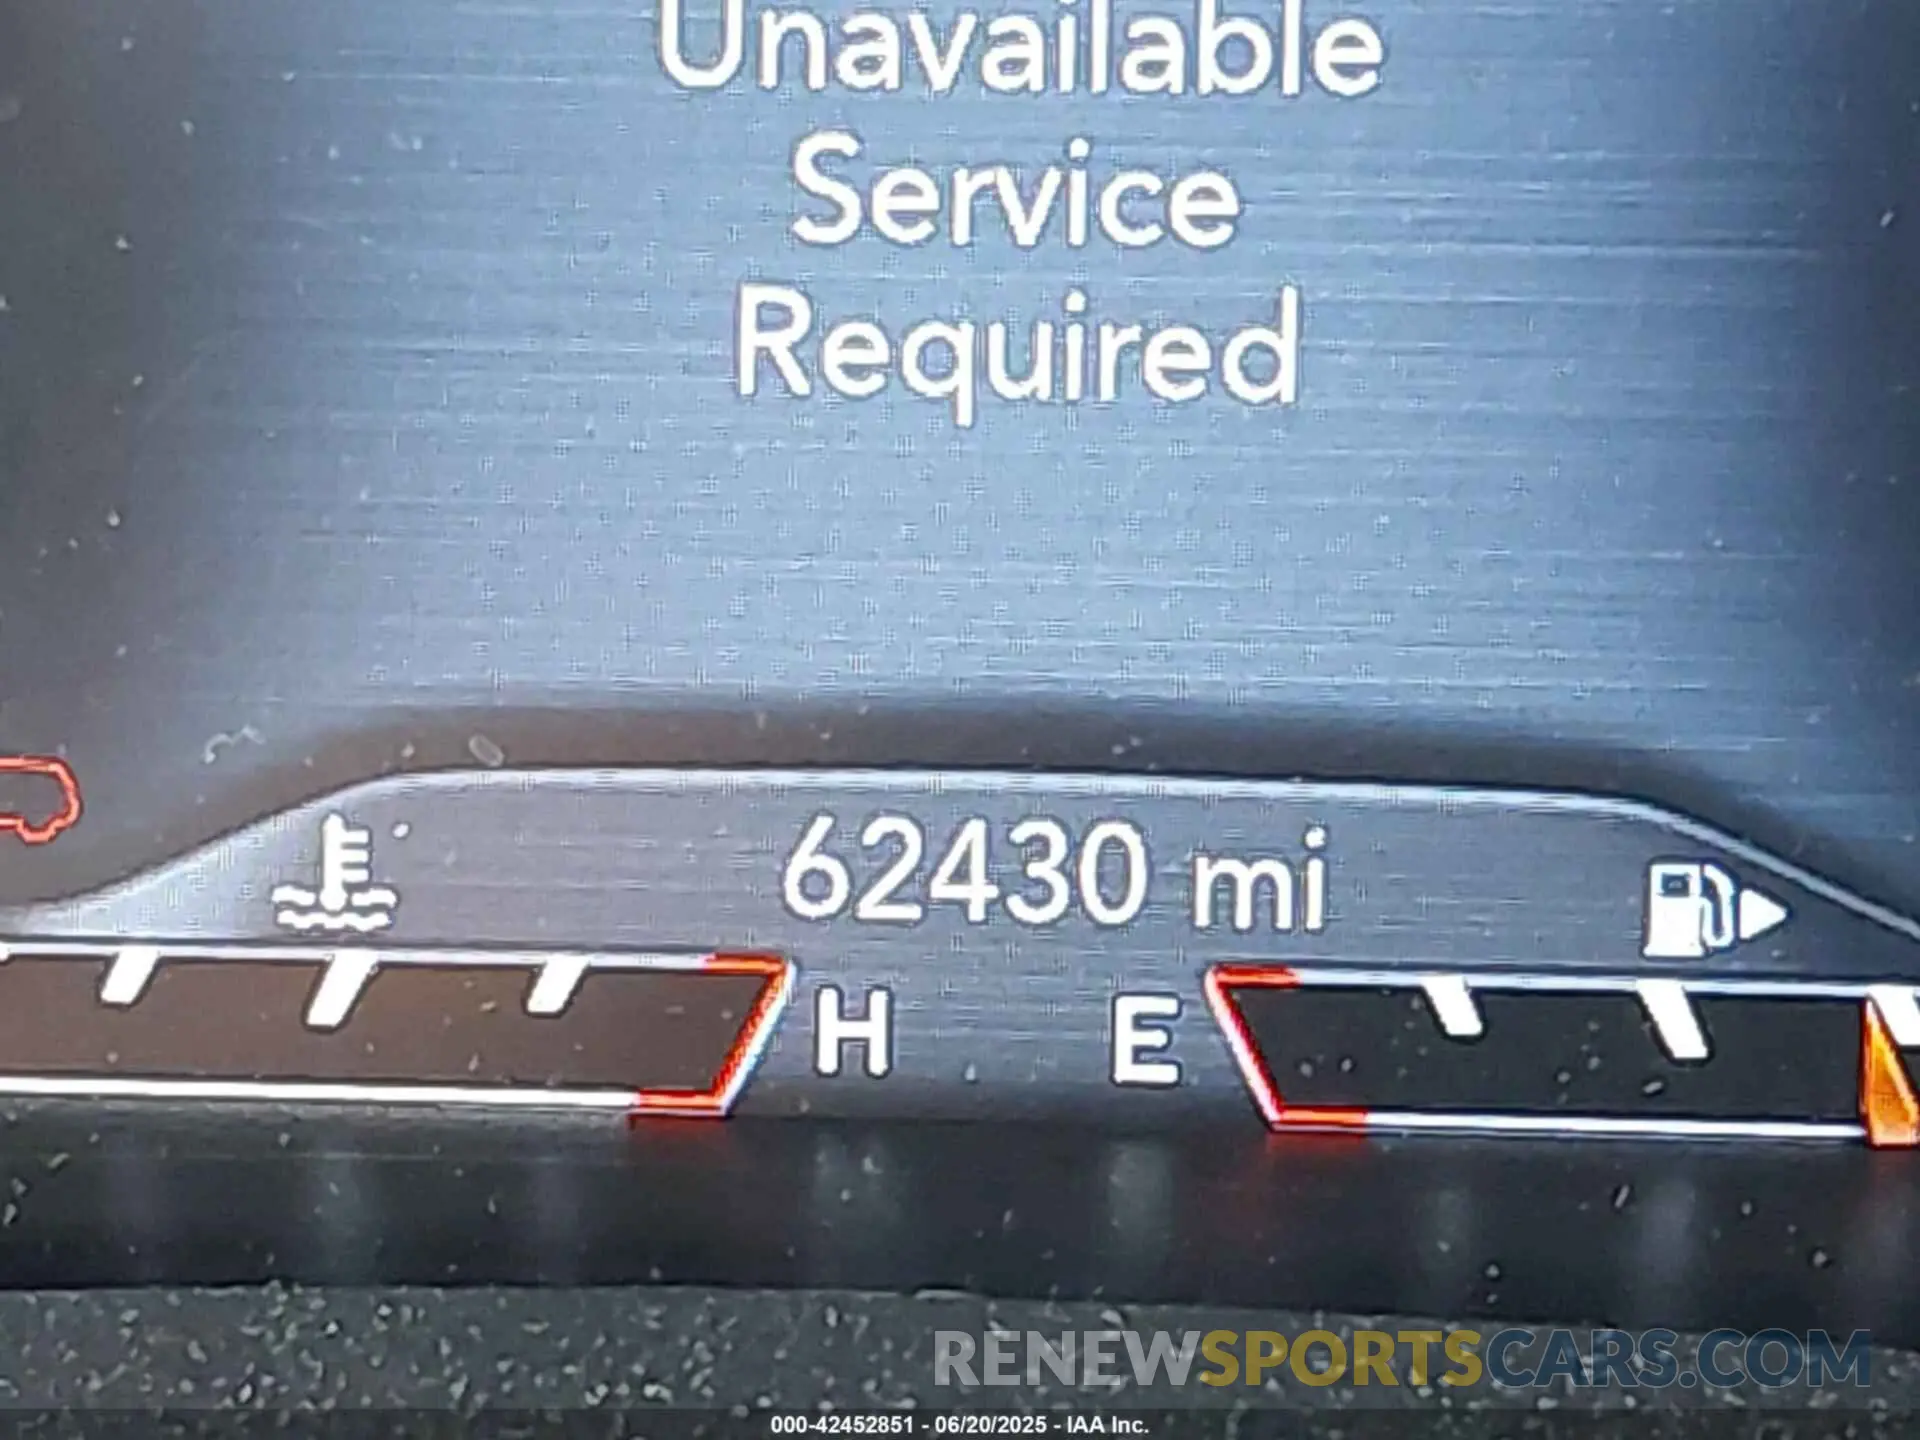 Unavailable
Service
Required
62430 mi
H E
RENEWSPORTSCARS.COM
000-42452851 - 06/20/2025 - IAA Inc.